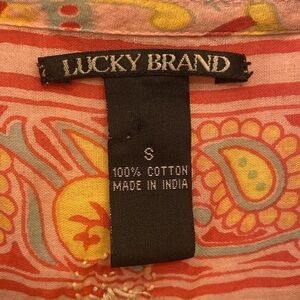 LUCKY BRAND
S
100% COTTON
MADE IN INDIA